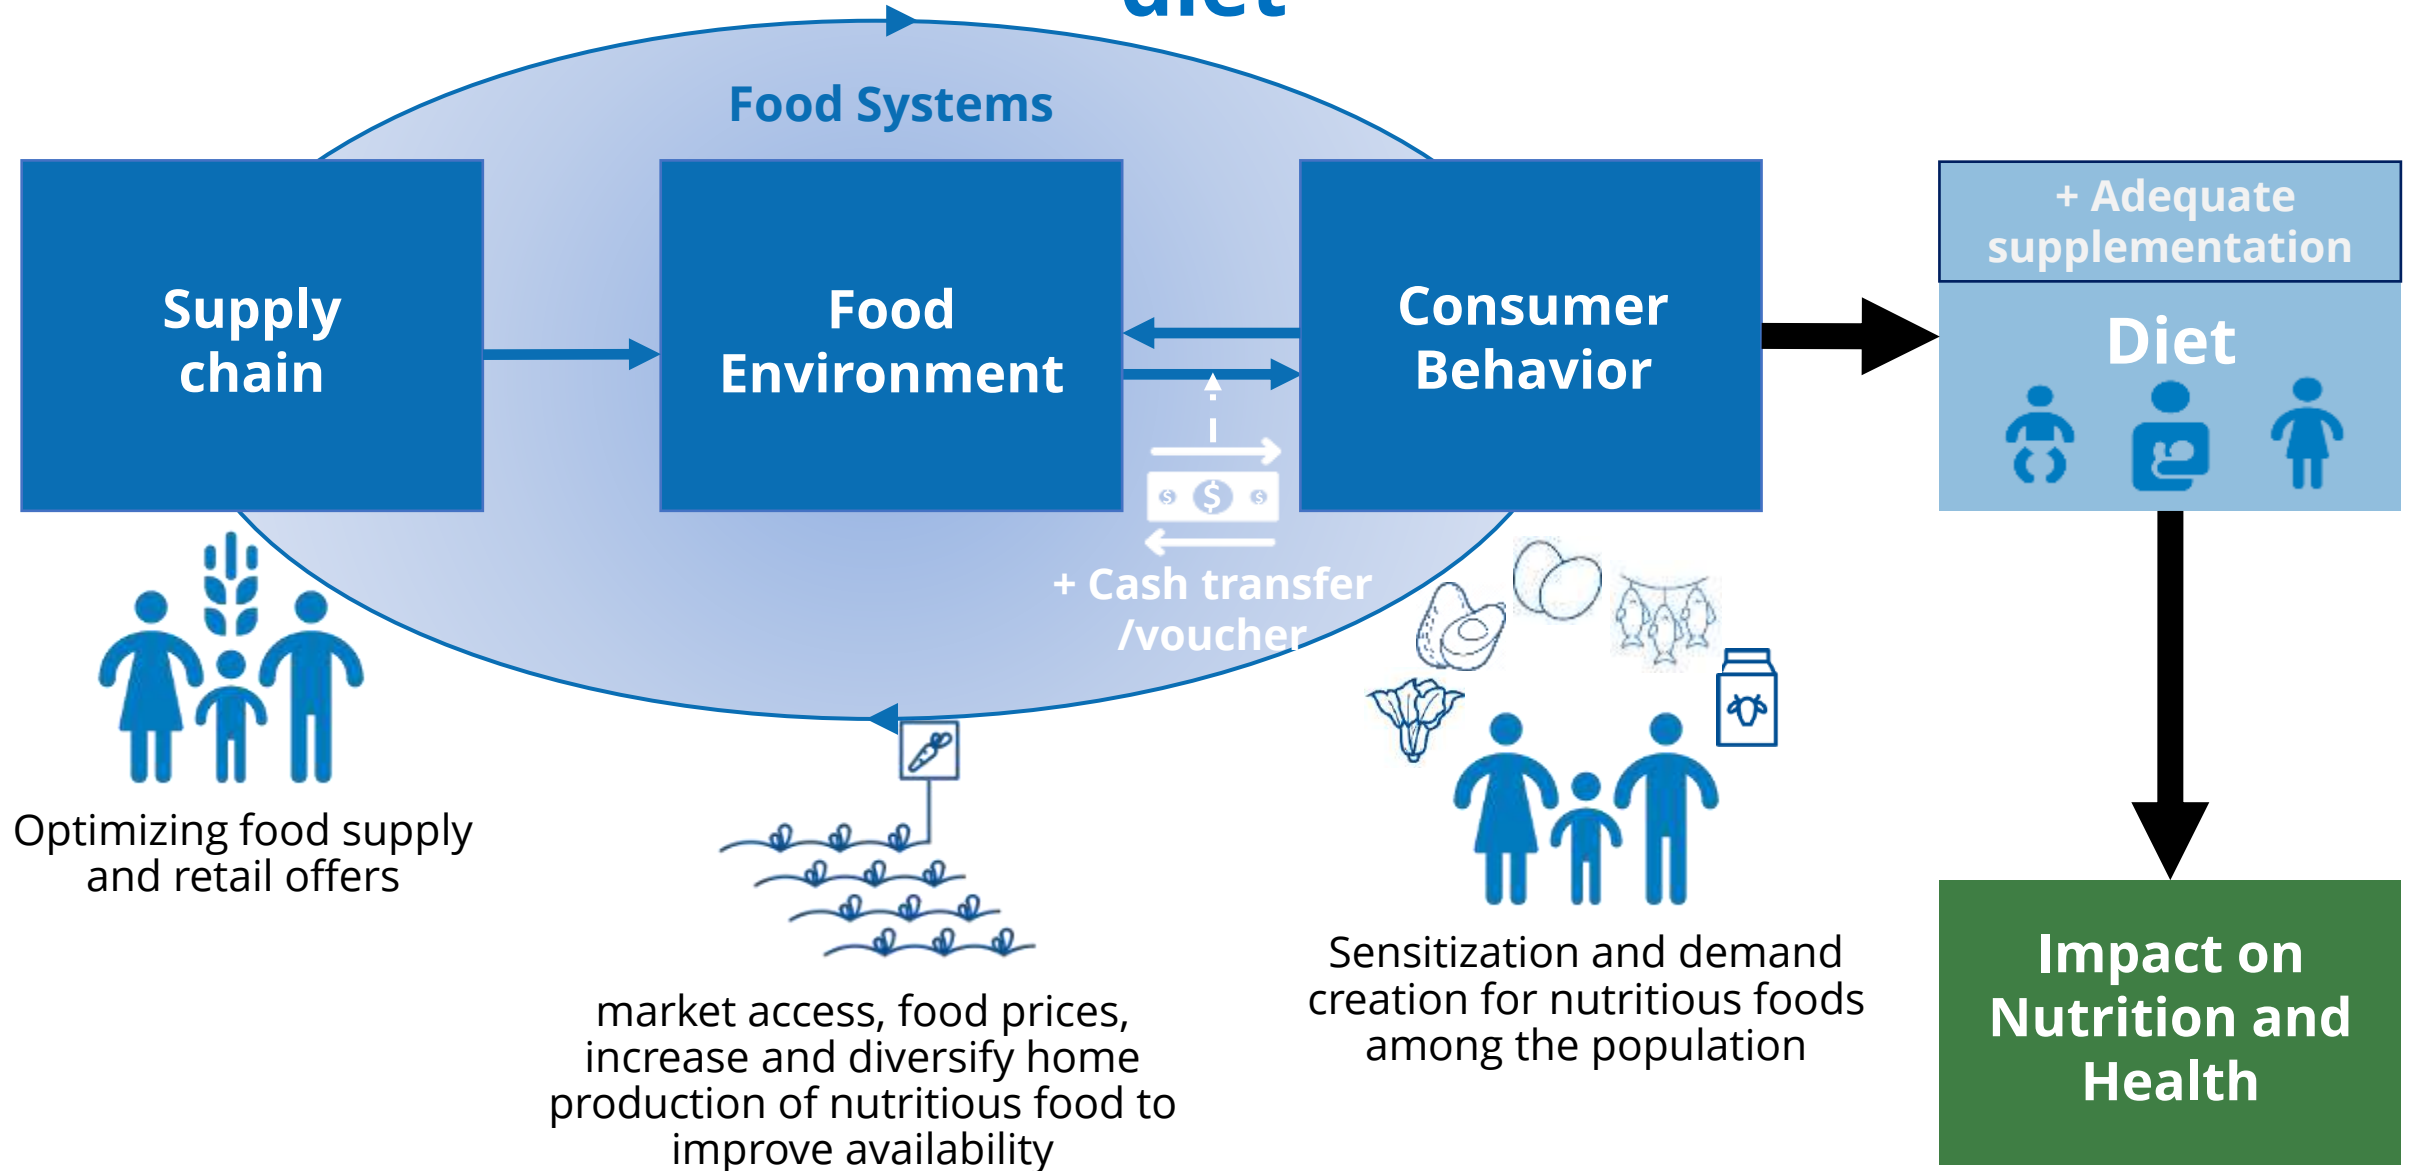 diet
Food Systems
Supply
chain
Food
Environment
Consumer
Behavior
+ Adequate
supplementation
Diet
$ $ $
+ Cash transfer
/voucher
Optimizing food supply
and retail offers
market access, food prices,
increase and diversify home
production of nutritious food to
improve availability
Sensitization and demand
creation for nutritious foods
among the population
Impact on
Nutrition and
Health